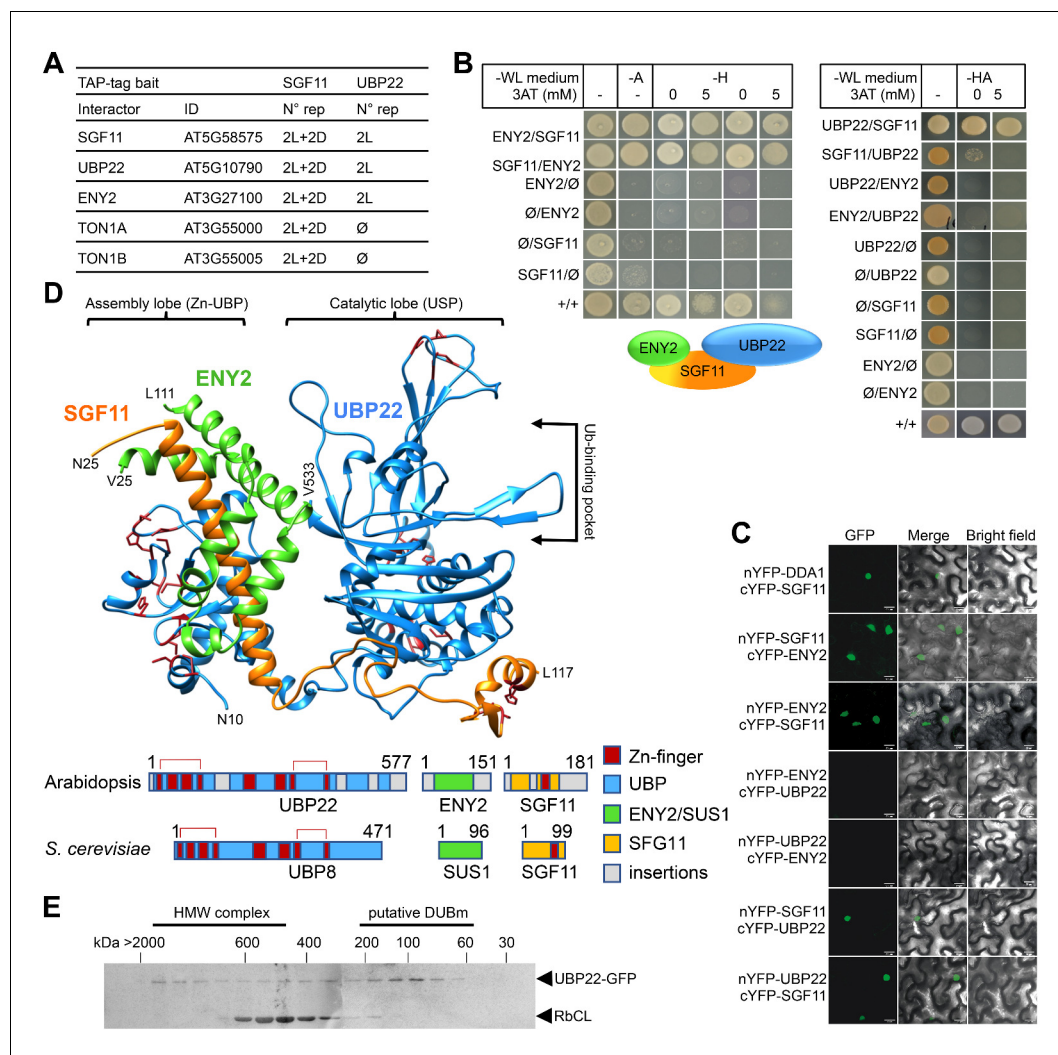 A
TAP-tag bait SGF11 UBP22
Interactor ID N° rep N° rep
SGF11 AT5G58575 2L+2D 2L
UBP22 AT5G10790 2L+2D 2L
ENY2 AT3G27100 2L+2D 2L
TON1A AT3G55000 2L+2D Ø
TON1B AT3G55005 2L+2D Ø
B
-WL medium -A -H
3AT (mM) - - 0 5 0 5
ENY2/SGF11
SGF11/ENY2
ENY2/Ø
Ø/ENY2
Ø/SGF11
SGF11/Ø
+/+
ENY2
UBP22
SGF11
-WL medium -HA
3AT (mM) - 0 5
UBP22/SGF11
SGF11/UBP22
UBP22/ENY2
ENY2/UBP22
UBP22/Ø
Ø/UBP22
Ø/SGF11
SGF11/Ø
ENY2/Ø
Ø/ENY2
+/+
D
Assembly lobe (Zn-UBP) Catalytic lobe (USP)
L111
ENY2
SGF11
UBP22
N25
V25
V533
Ub-binding pocket
L117
N10
1 577 1 151 1 181
Arabidopsis
UBP22 ENY2 SGF11
1 471 1 96 1 99
S. cerevisiae
UBP8 SUS1 SGF11
Zn-finger
UBP
ENY2/SUS1
SFG11
insertions
C
GFP Merge Bright field
nYFP-DDA1
cYFP-SGF11
nYFP-SGF11
cYFP-ENY2
nYFP-ENY2
cYFP-SGF11
nYFP-ENY2
cYFP-UBP22
nYFP-UBP22
cYFP-ENY2
nYFP-SGF11
cYFP-UBP22
nYFP-UBP22
cYFP-SGF11
E
HMW complex putative DUBm
kDa >2000 600 400 200 100 60 30
UBP22-GFP
RbCL